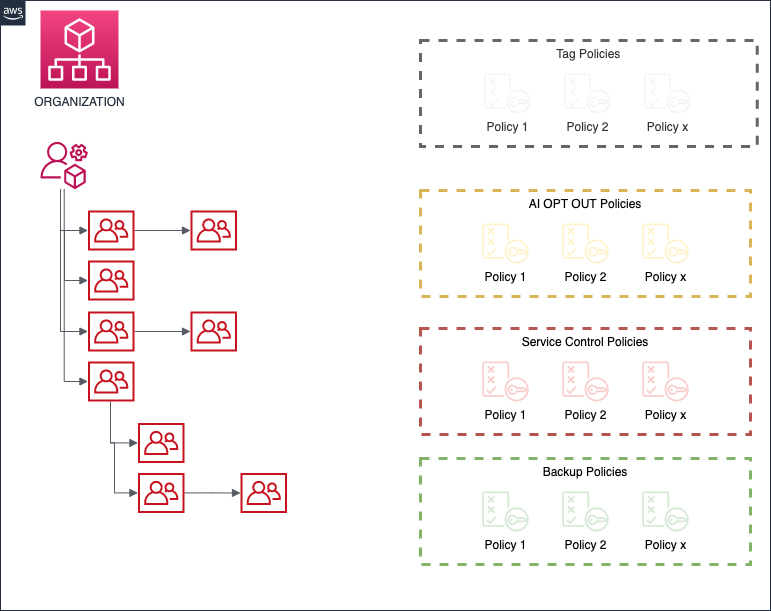 aws
ORGANIZATION
Tag Policies
Policy 1 Policy 2 Policy x
AI OPT OUT Policies
Policy 1 Policy 2 Policy x
Service Control Policies
Policy 1 Policy 2 Policy x
Backup Policies
Policy 1 Policy 2 Policy x